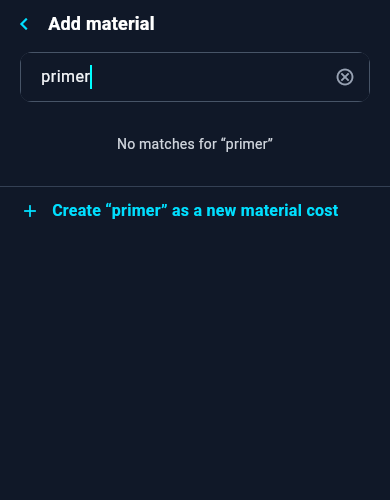 Add material
primer
No matches for “primer”
Create “primer” as a new material cost